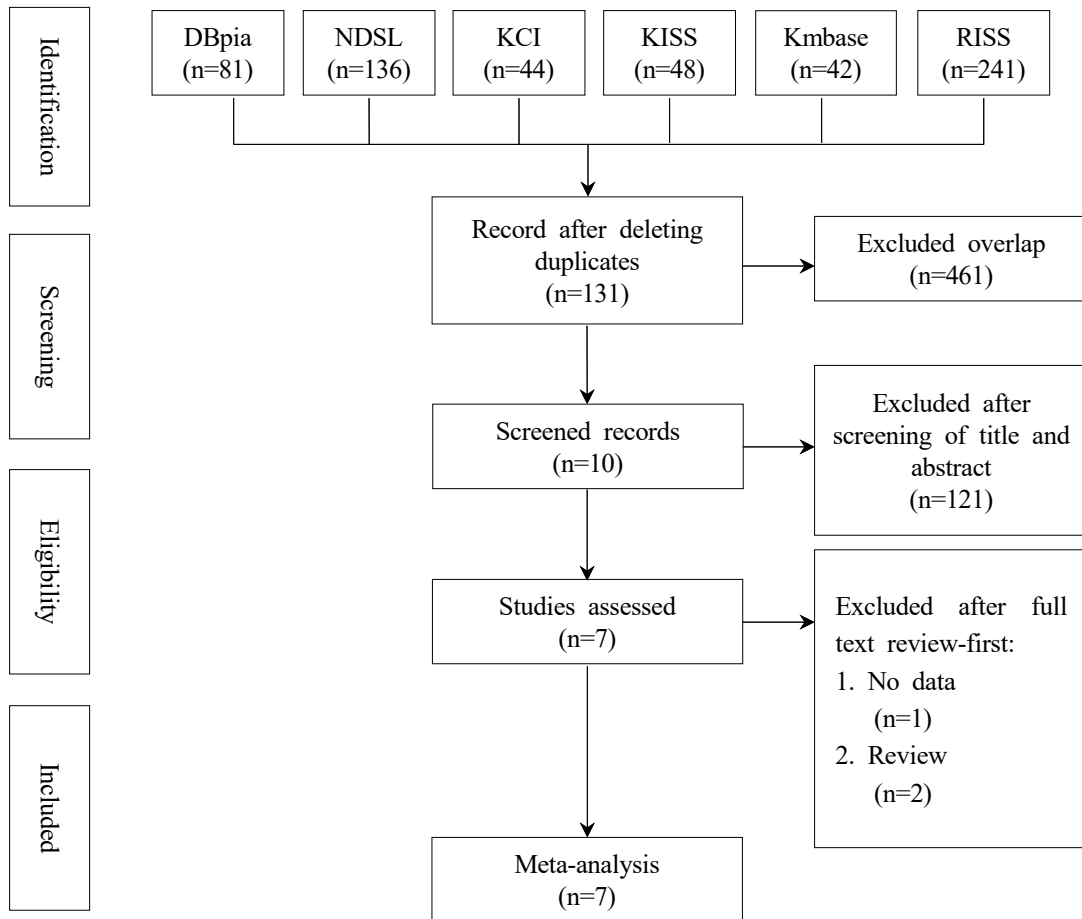 Identification
DBpia
(n=81)
NDSL
(n=136)
KCI
(n=44)
KISS
(n=48)
Kmbase
(n=42)
RISS
(n=241)
Record after deleting
duplicates
(n=131)
Excluded overlap
(n=461)
Screening
Screened records
(n=10)
Excluded after
screening of title and
abstract
(n=121)
Eligibility
Studies assessed
(n=7)
Excluded after full
text review-first:
1. No data
(n=1)
2. Review
(n=2)
Included
Meta-analysis
(n=7)